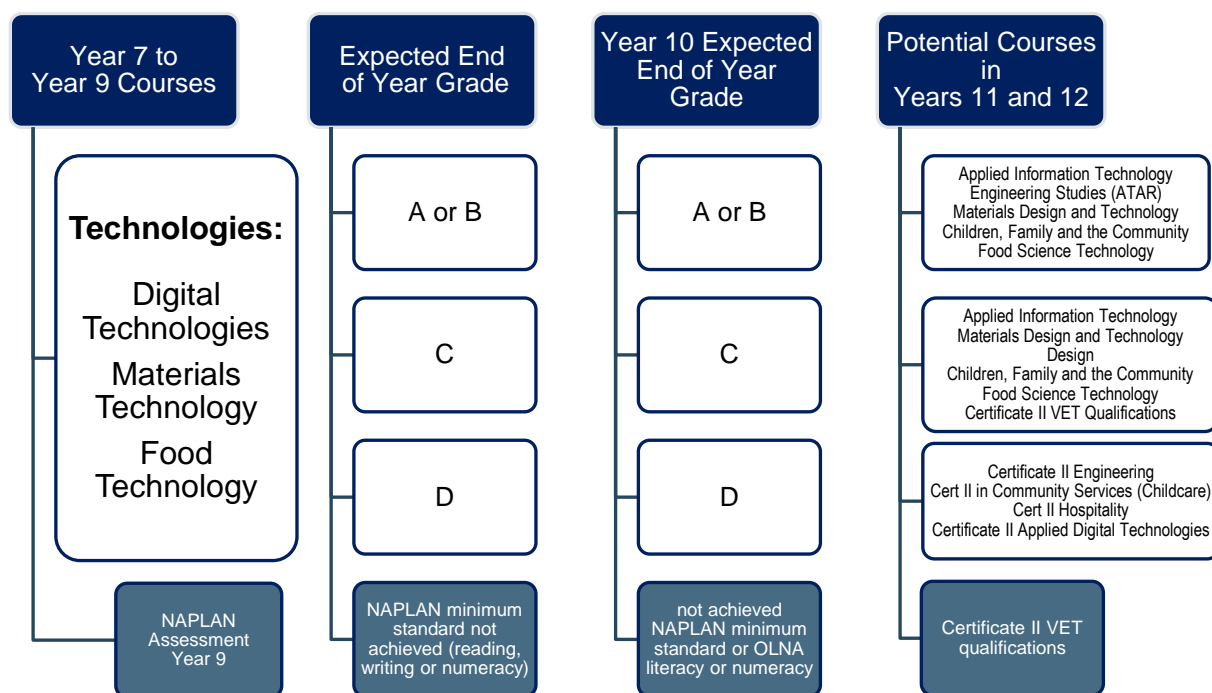 Year 7 to
Year 9 Courses
Technologies:
Digital
Technologies
Materials
Technology
Food
Technology
NAPLAN
Assessment
Year 9
Expected End
of Year Grade
A or B
C
D
NAPLAN minimum
standard not
achieved (reading,
writing or numeracy)
Year 10 Expected
End of Year
Grade
A or B
C
D
not achieved
NAPLAN minimum
standard or OLNA
literacy or numeracy
Potential Courses
in
Years 11 and 12
Applied Information Technology
Engineering Studies (ATAR)
Materials Design and Technology
Children, Family and the Community
Food Science Technology
Applied Information Technology
Materials Design and Technology
Design
Children, Family and the Community
Food Science Technology
Certificate II VET Qualifications
Certificate II Engineering
Cert II in Community Services (Childcare)
Cert II Hospitality
Certificate II Applied Digital Technologies
Certificate II VET
qualifications